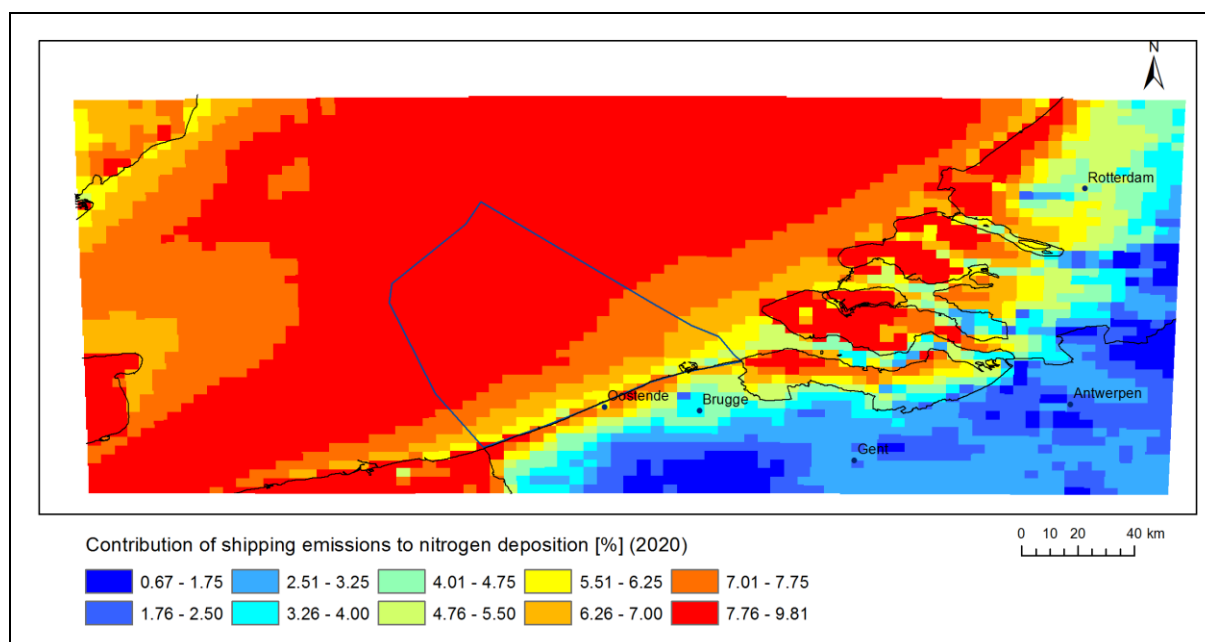 N
Rotterdam
Oostende
Brugge
Antwerpen
Gent
0 10 20 40 km
Contribution of shipping emissions to nitrogen deposition [%] (2020)
0.67 - 1.75 2.51 - 3.25 4.01 - 4.75 5.51 - 6.25 7.01 - 7.75
1.76 - 2.50 3.26 - 4.00 4.76 - 5.50 6.26 - 7.00 7.76 - 9.81